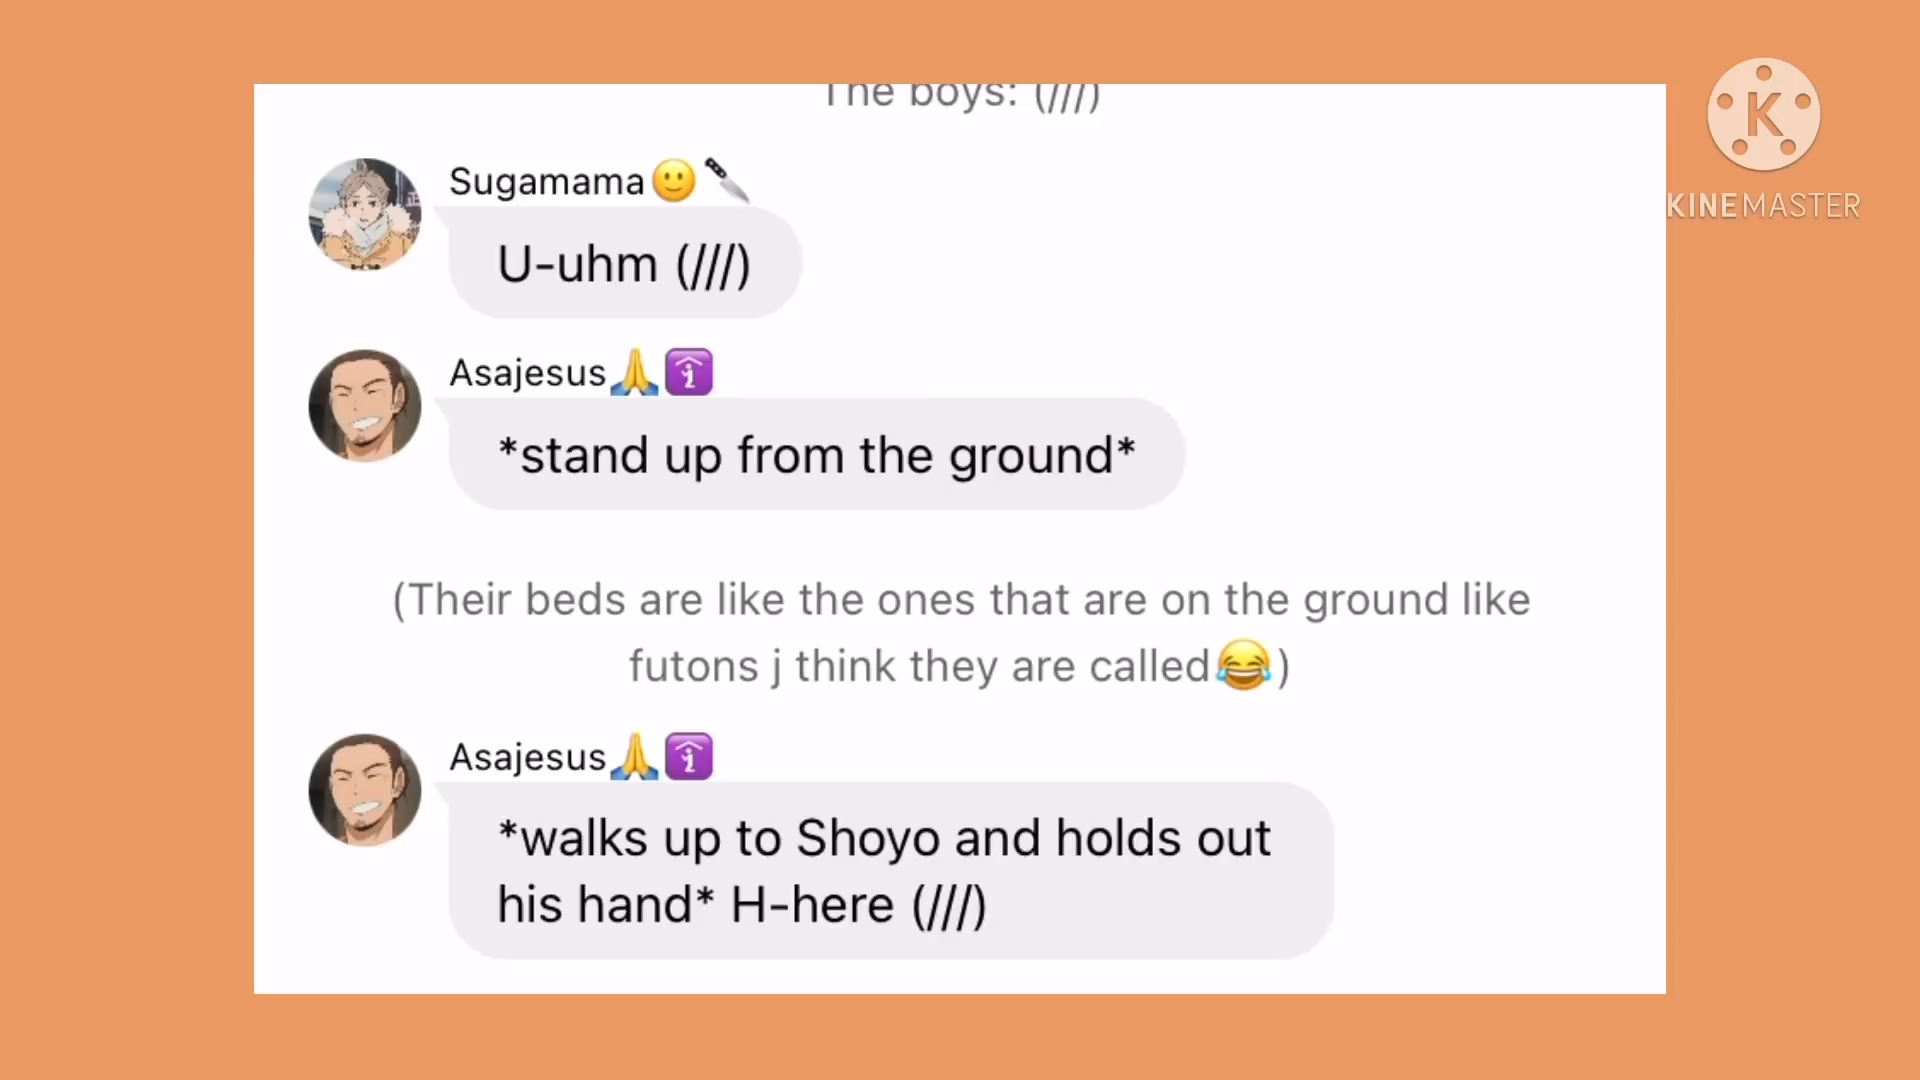 The boys: (///)
Sugamama🙂🔪
U-uhm (///)
Asajesus🙏🛐
*stand up from the ground*
(Their beds are like the ones that are on the ground like
futons j think they are called😂)
Asajesus🙏🛐
*walks up to Shoyo and holds out
his hand* H-here (///)
K
KINEMASTER